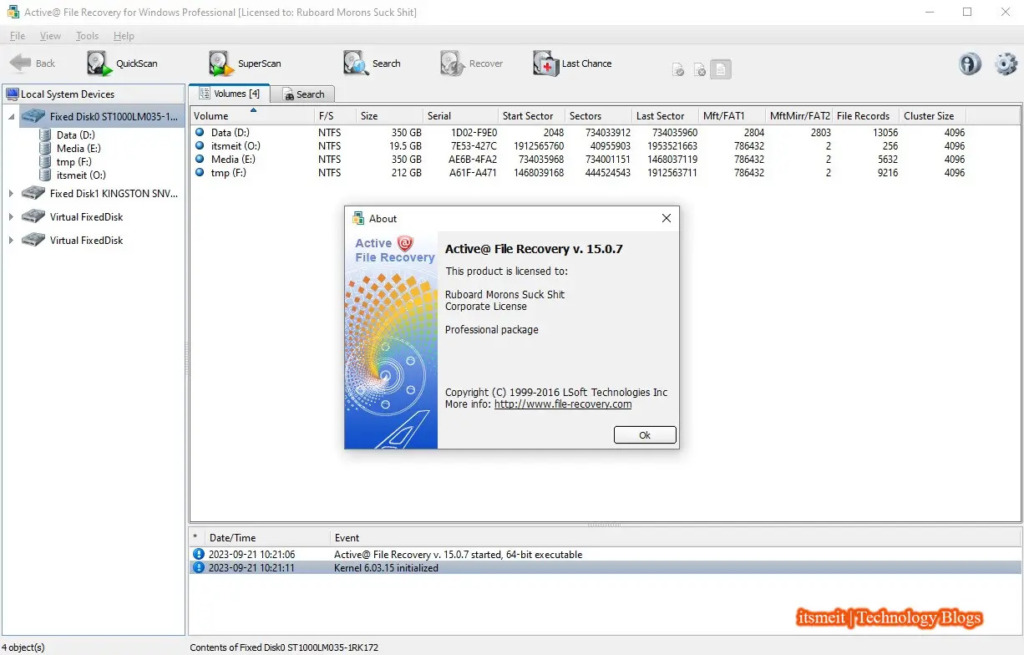 Active@ File Recovery for Windows Professional [Licensed to: Ruboard Morons Suck Shit]
File View Tools Help
Back QuickScan SuperScan Search Recover Last Chance
Local System Devices
Fixed Disk0 ST1000LM035-1...
Data (D:)
Media (E:)
tmp (F:)
itsmeit (O:)
Fixed Disk1 KINGSTON SNV...
Virtual FixedDisk
Virtual FixedDisk
Volumes [4] Search
Volume F/S Size Serial Start Sector Sectors Last Sector Mft/FAT1 MftMirr/FAT2 File Records Cluster Size
Data (D:) NTFS 350 GB 1D02-F9E0 2048 734033912 734035960 2804 2803 13056 4096
itsmeit (O:) NTFS 19.5 GB 7E53-427C 1912565760 40955903 1953521663 786432 2 256 4096
Media (E:) NTFS 350 GB AE6B-4FA2 734035968 734001151 1468037119 786432 2 5632 4096
tmp (F:) NTFS 212 GB A61F-A471 1468039168 444524543 1912563711 786432 2 9216 4096
About
Active@
File Recovery
Active@ File Recovery v. 15.0.7
This product is licensed to:
Ruboard Morons Suck Shit
Corporate License
Professional package
Copyright (C) 1999-2016 LSoft Technologies Inc
More info: http://www.file-recovery.com
Ok
* Date/Time Event
2023-09-21 10:21:06 Active@ File Recovery v. 15.0.7 started, 64-bit executable
2023-09-21 10:21:11 Kernel 6.03.15 initialized
itsmeit | Technology Blogs
4 object(s) Contents of Fixed Disk0 ST1000LM035-1RK172